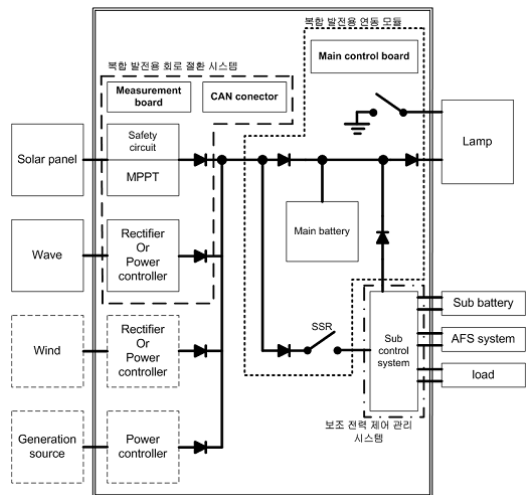 복합 발전용 연동 모듈
복합 발전용 회로 절환 시스템
Main control board
Measurement
board
CAN conector
Solar panel
Safety
circuit
MPPT
Lamp
Wave
Rectifier
Or
Power
controller
Main battery
Wind
Rectifier
Or
Power
controller
SSR
Sub
control
system
Sub battery
AFS system
load
Generation
source
Power
controller
보조 전력 제어 관리
시스템